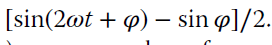 [sin(2ωt + φ) – sin φ]/2.